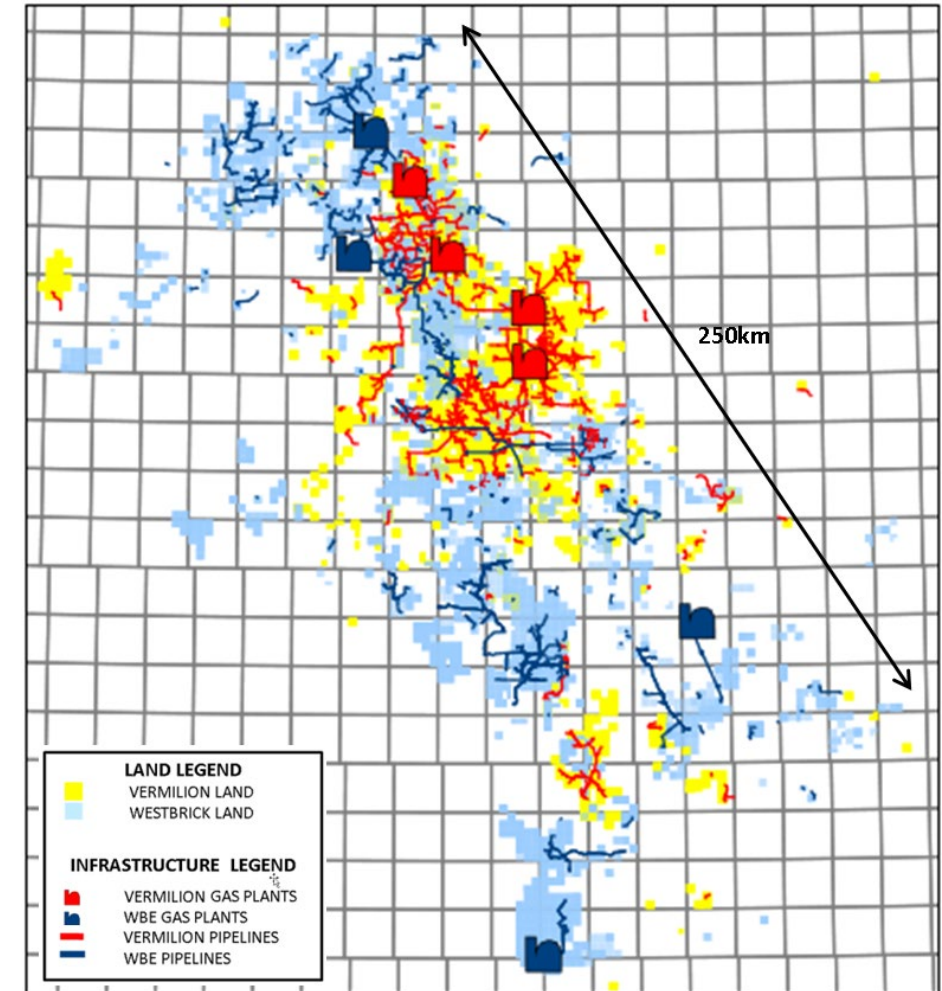 250km
LAND LEGEND
VERMILION LAND
WESTBRICK LAND
INFRASTRUCTURE LEGEND
VERMILION GAS PLANTS
WBE GAS PLANTS
VERMILION PIPELINES
WBE PIPELINES